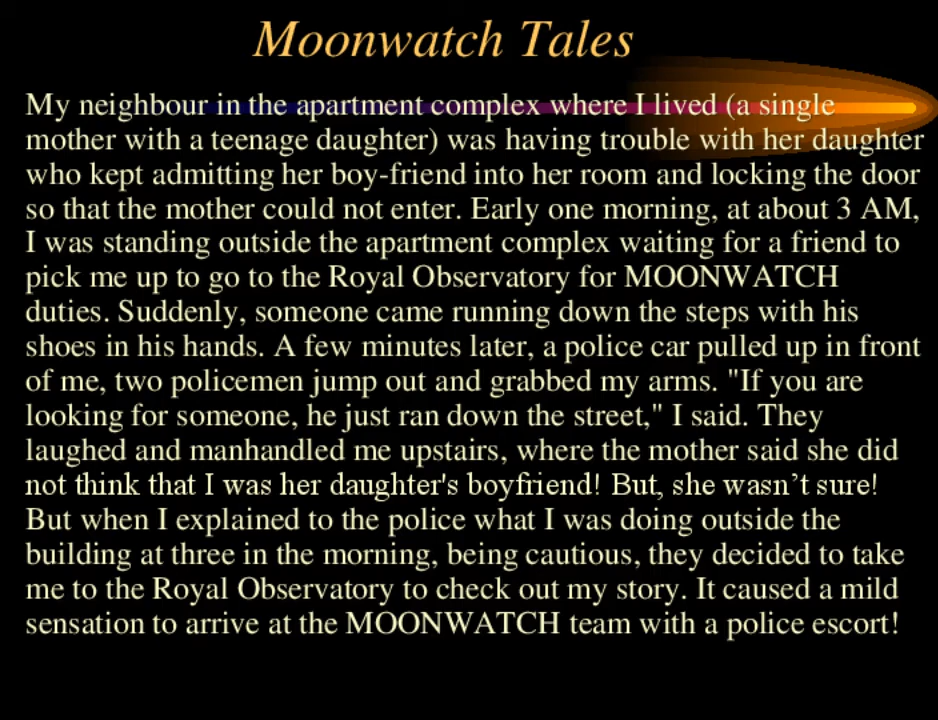 Moonwatch Tales
My neighbour in the apartment complex where I lived (a single
mother with a teenage daughter) was having trouble with her daughter
who kept admitting her boy-friend into her room and locking the door
so that the mother could not enter. Early one morning, at about 3 AM,
I was standing outside the apartment complex waiting for a friend to
pick me up to go to the Royal Observatory for MOONWATCH
duties. Suddenly, someone came running down the steps with his
shoes in his hands. A few minutes later, a police car pulled up in front
of me, two policemen jump out and grabbed my arms. "If you are
looking for someone, he just ran down the street," I said. They
laughed and manhandled me upstairs, where the mother said she did
not think that I was her daughter's boyfriend! But, she wasn’t sure!
But when I explained to the police what I was doing outside the
building at three in the morning, being cautious, they decided to take
me to the Royal Observatory to check out my story. It caused a mild
sensation to arrive at the MOONWATCH team with a police escort!